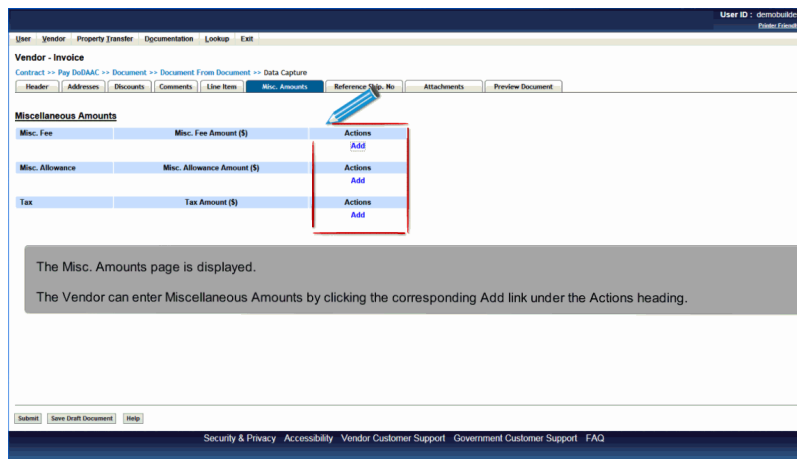 User ID : demobuilde
Printer Friendl
User Vendor Property Transfer Documentation Lookup Exit
Vendor - Invoice
Contract >> Pay DoDAAC >> Document >> Document From Document >> Data Capture
Header Addresses Discounts Comments Line Item Misc. Amounts Reference Ship. No Attachments Preview Document
Miscellaneous Amounts
Misc. Fee Misc. Fee Amount ($) Actions
Add
Misc. Allowance Misc. Allowance Amount ($) Actions
Add
Tax Tax Amount ($) Actions
Add
The Misc. Amounts page is displayed.
The Vendor can enter Miscellaneous Amounts by clicking the corresponding Add link under the Actions heading.
Submit Save Draft Document Help
Security & Privacy Accessibility Vendor Customer Support Government Customer Support FAQ